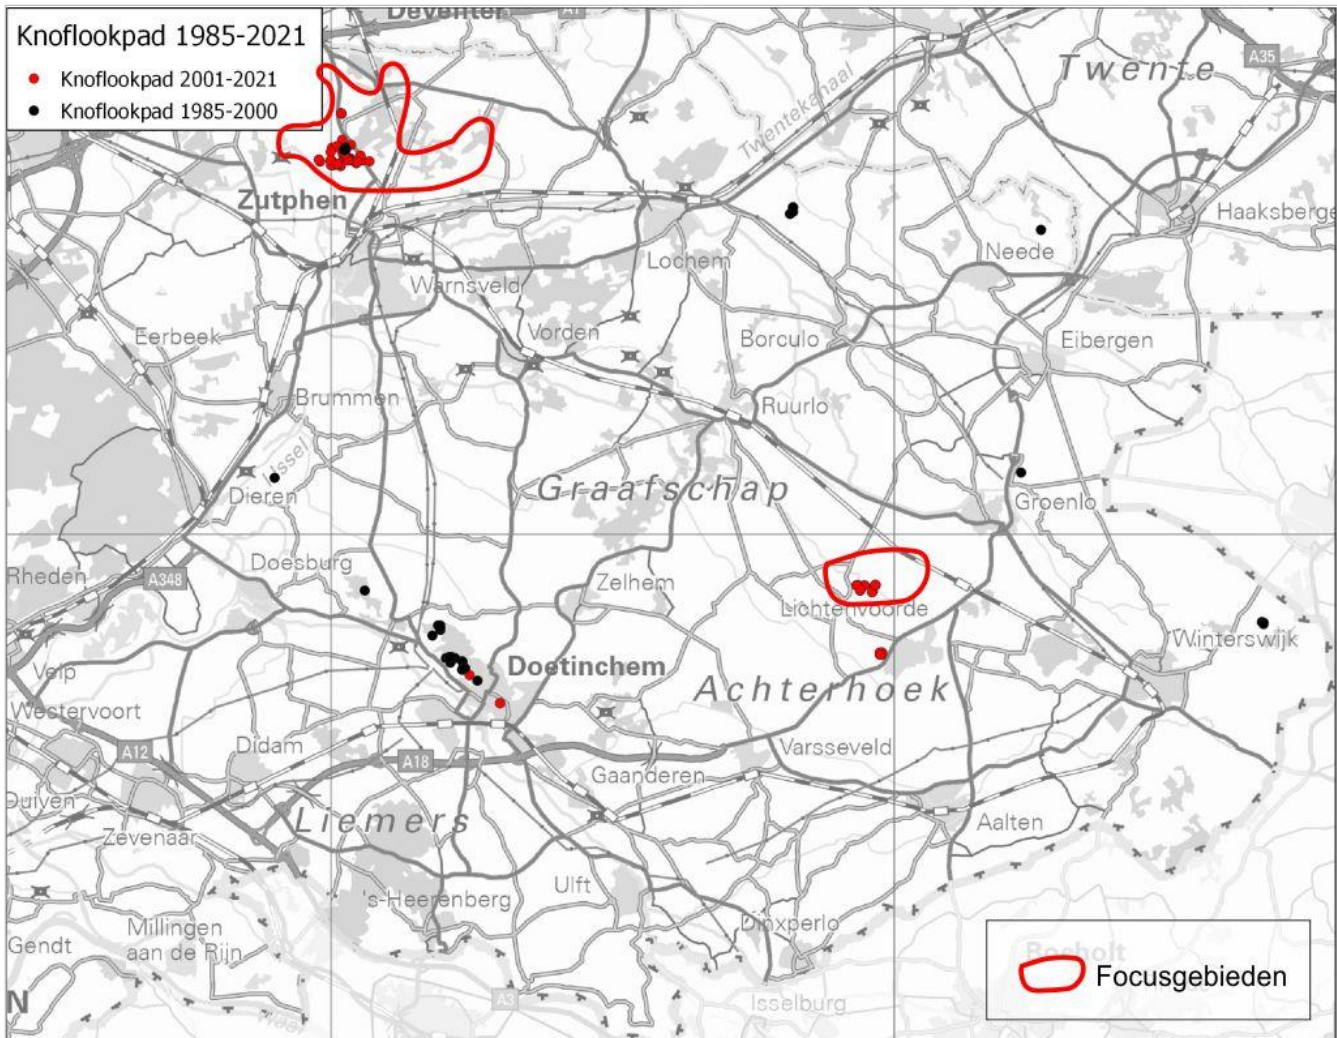 Knoflookpad 1985-2021
Knoflookpad 2001-2021
Knoflookpad 1985-2000
Deventer
A1
Twente
A35
Twentekanaal
Zutphen
Haaksberge
Neede
Lochem
Warnsveld
Eerbeek
Vorden
Borculo
Eibergen
Brummen
Ruurlo
IJssel
Dieren
Graafschap
Groenlo
Doesburg
Rheden
A348
Zelhem
Lichtenvoorde
Winterswijk
Velp
Doetinchem
Achterhoek
Westervoort
A12
Didam
A18
Varsseveld
Gaanderen
Duiven
Liemers
Zevenaar
Aalten
Ulft
's-Heerenberg
Dinxperlo
Millingen
aan de Rijn
Gendt
Bocholt
Focusgebieden
A3
Isselburg
N